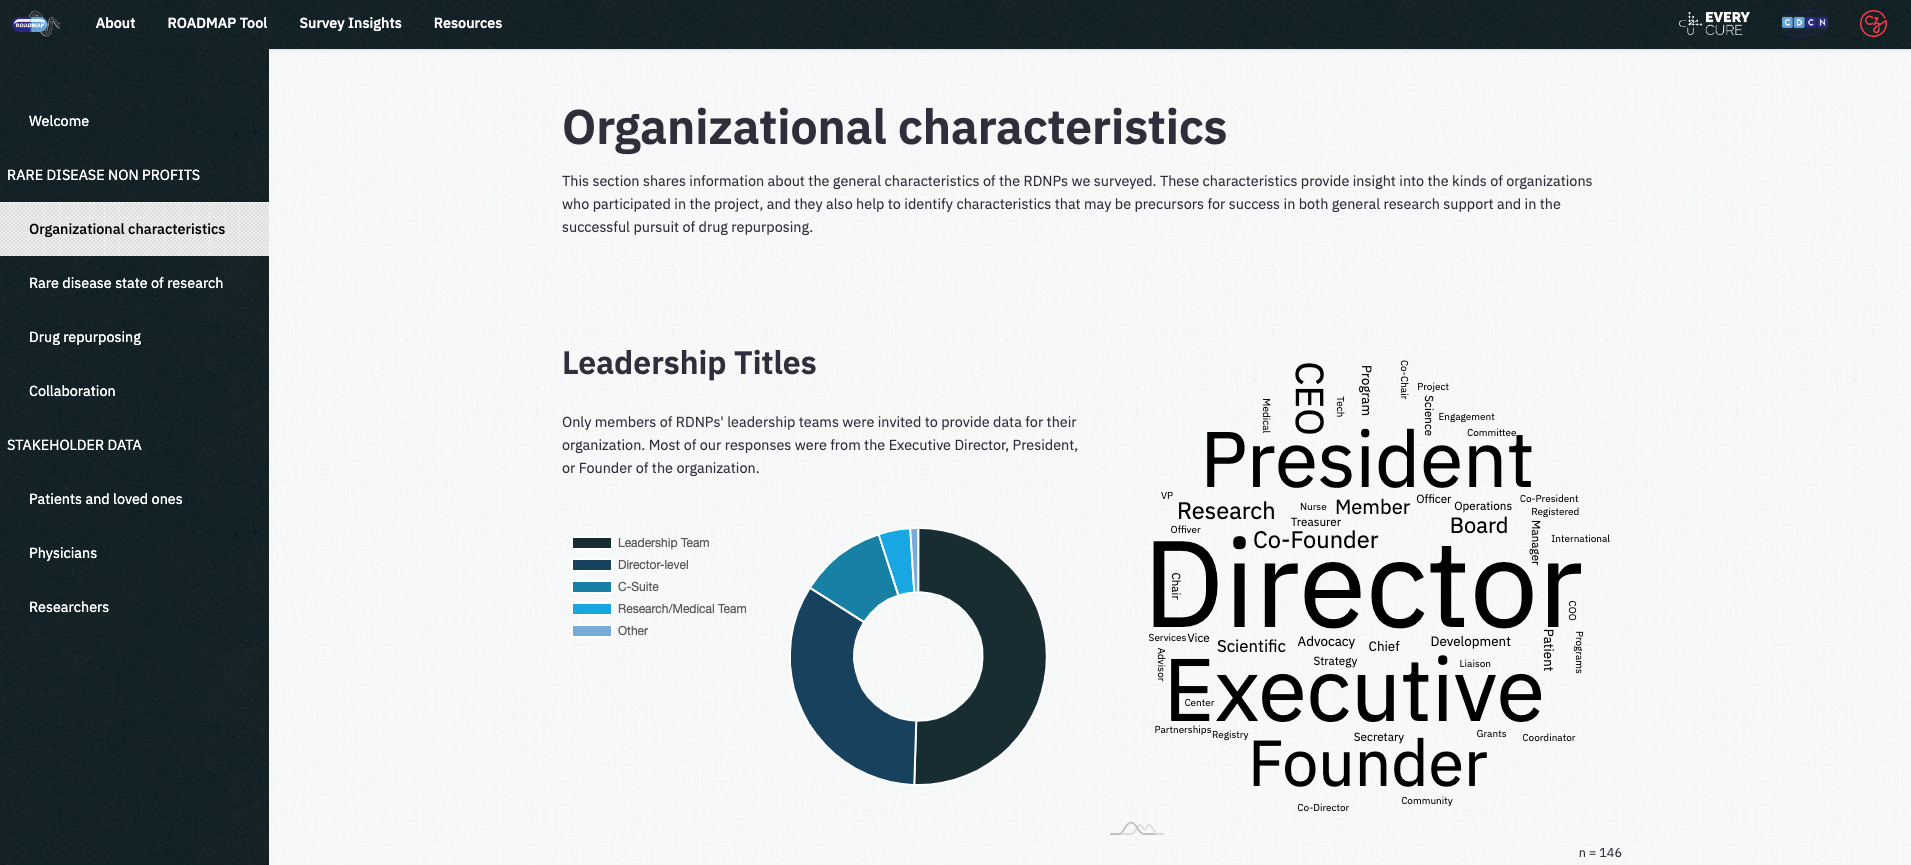 ROADMAP
About
ROADMAP Tool
Survey Insights
Resources
EVERY
CURE
C D C N
CZ
Welcome
RARE DISEASE NON PROFITS
Organizational characteristics
Rare disease state of research
Drug repurposing
Collaboration
STAKEHOLDER DATA
Patients and loved ones
Physicians
Researchers
Organizational characteristics
This section shares information about the general characteristics of the RDNPs we surveyed. These characteristics provide insight into the kinds of organizations
who participated in the project, and they also help to identify characteristics that may be precursors for success in both general research support and in the
successful pursuit of drug repurposing.
Leadership Titles
Only members of RDNPs' leadership teams were invited to provide data for their
organization. Most of our responses were from the Executive Director, President,
or Founder of the organization.
Leadership Team
Director-level
C-Suite
Research/Medical Team
Other
Medical
CEO
Tech
Program
Co-Chair
Project
Science
Engagement
Committee
President
VP
Research
Nurse
Member
Officer
Operations
Co-President
Registered
Offiver
Treasurer
Board
Manager
International
Co-Founder
Director
Chair
COO
Services
Vice
Scientific
Advocacy
Chief
Development
Patient
Programs
Advisor
Strategy
Liaison
Executive
Center
Partnerships
Registry
Secretary
Grants
Coordinator
Founder
Co-Director
Community
n = 146